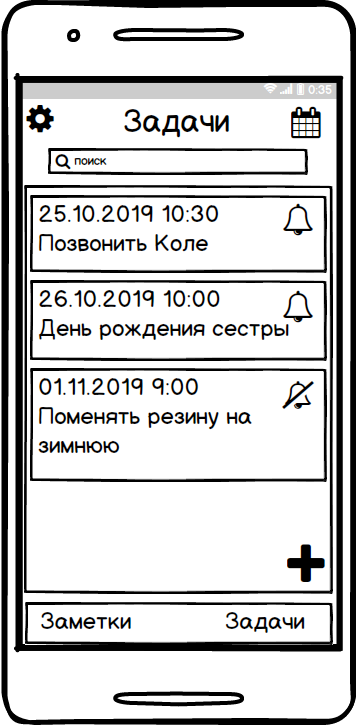 0:35
Задачи
поиск
25.10.2019 10:30
Позвонить Коле
26.10.2019 10:00
День рождения сестры
01.11.2019 9:00
Поменять резину на
зимнюю
Заметки Задачи